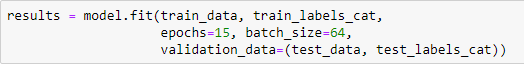 results = model.fit(train_data, train_labels_cat,
                    epochs=15, batch_size=64,
                    validation_data=(test_data, test_labels_cat))